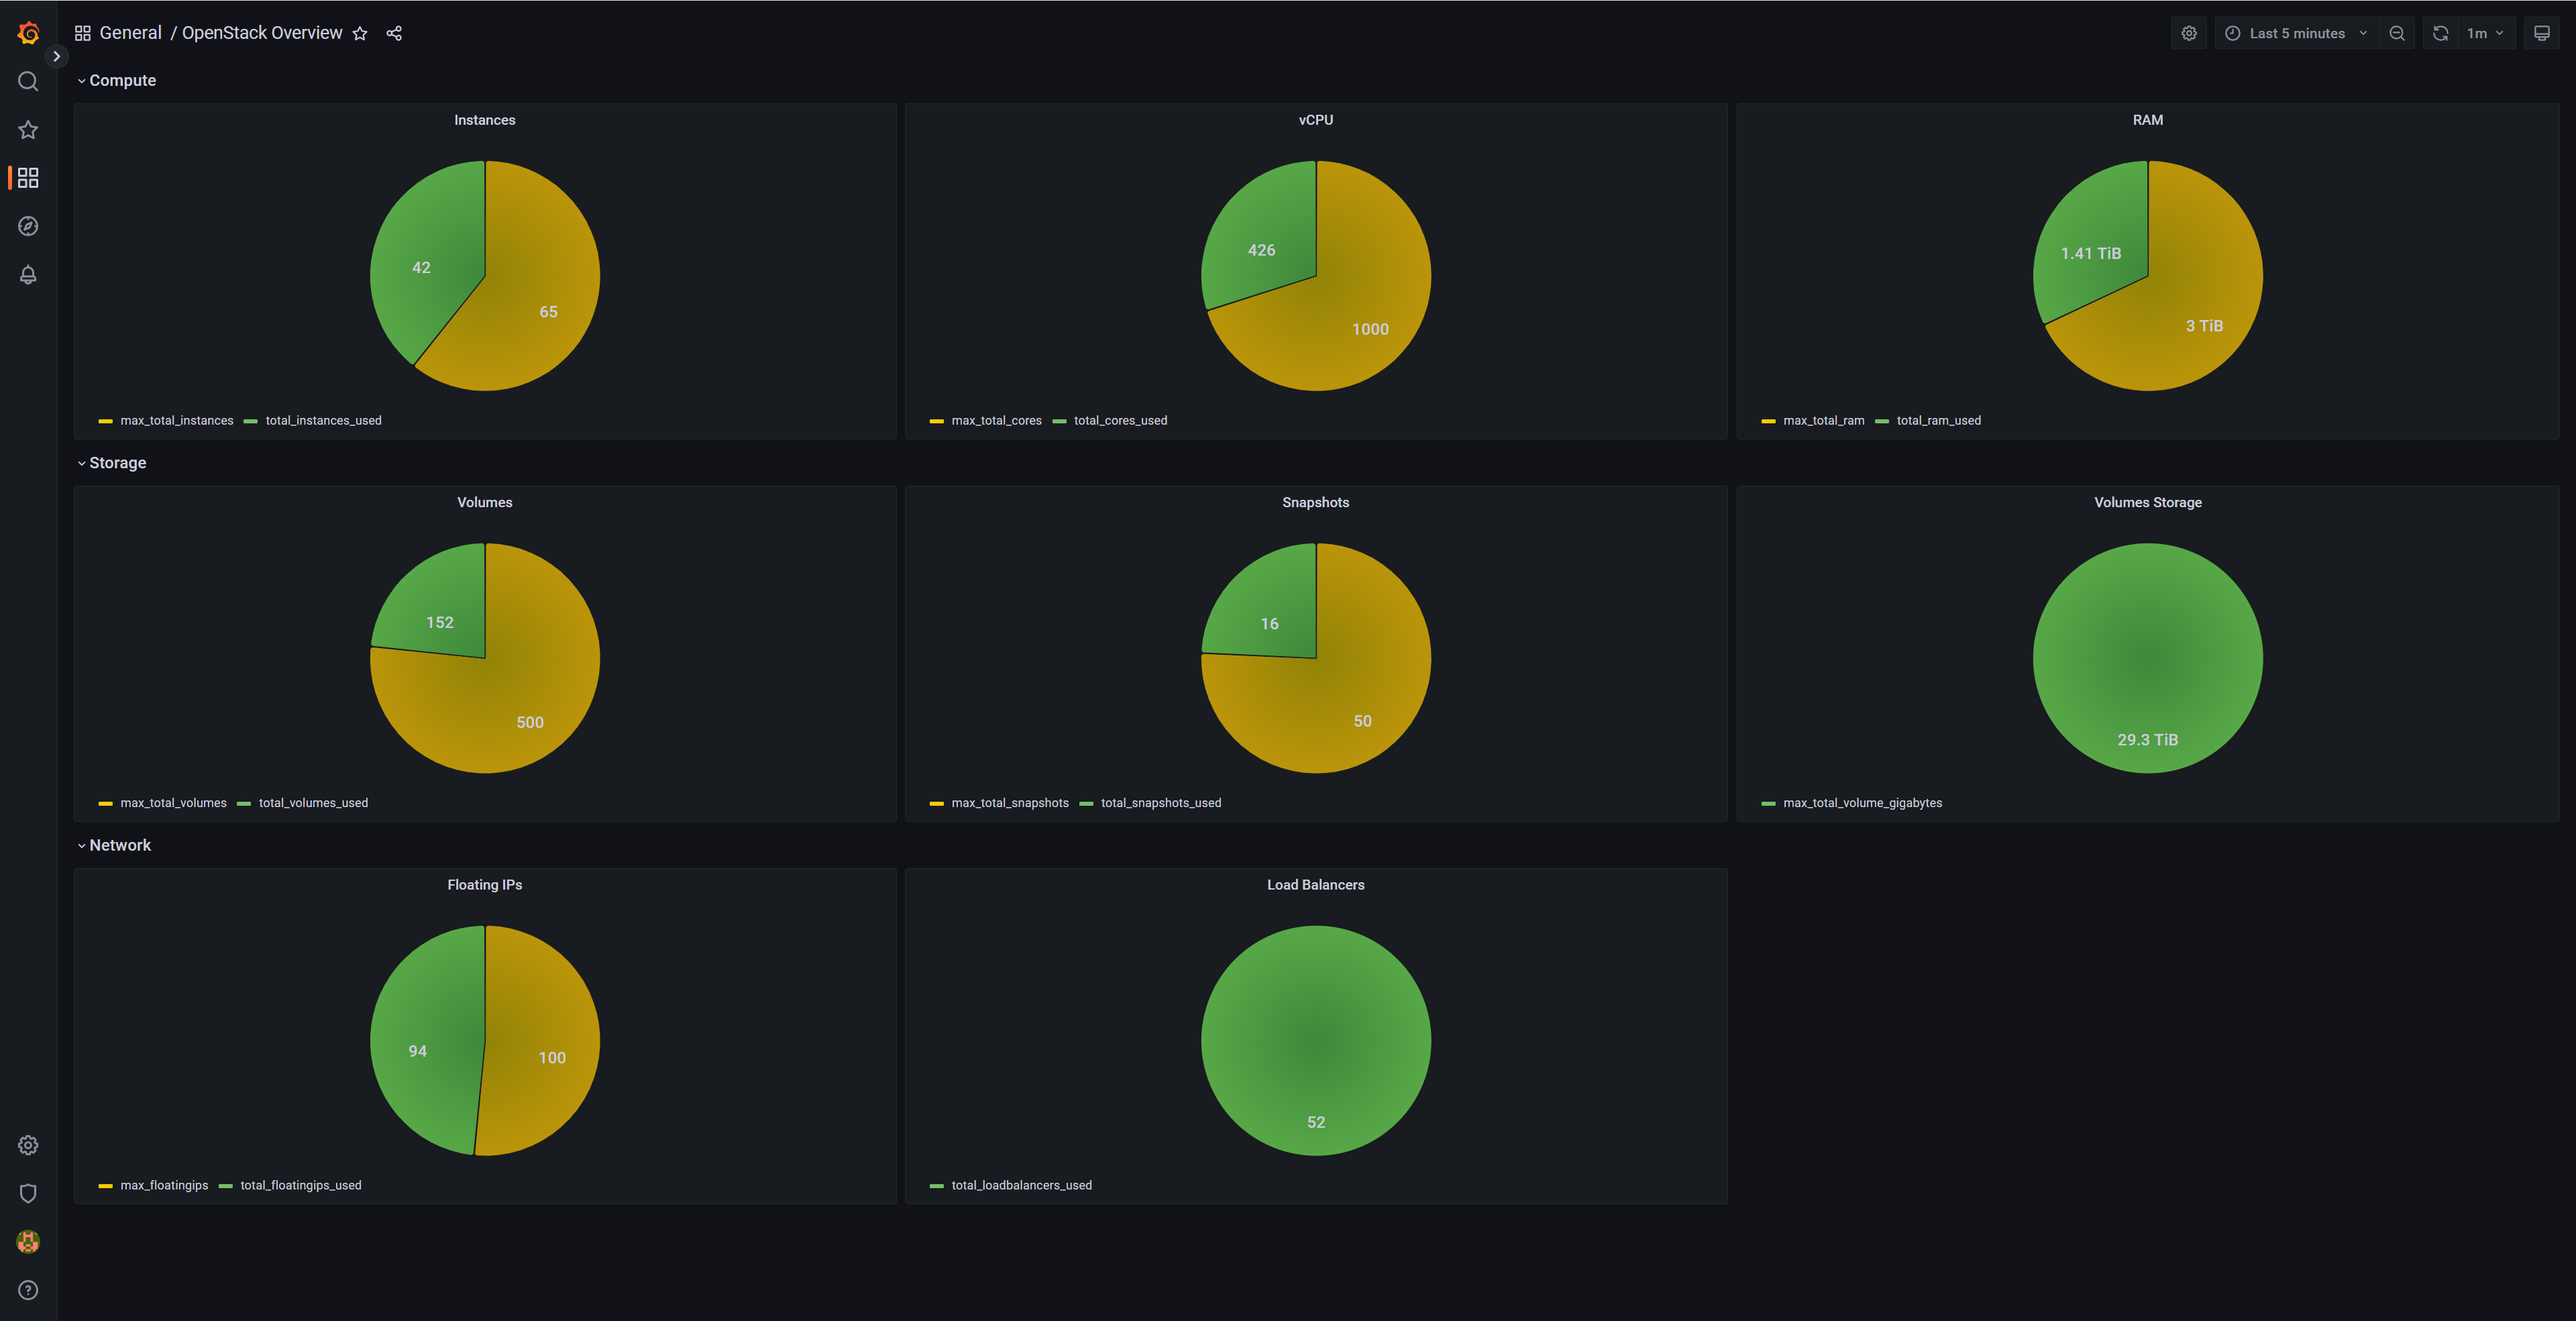 General / OpenStack Overview
Last 5 minutes
1m
Compute
Instances
42
65
max_total_instances total_instances_used
vCPU
426
1000
max_total_cores total_cores_used
RAM
1.41 TiB
3 TiB
max_total_ram total_ram_used
Storage
Volumes
152
500
max_total_volumes total_volumes_used
Snapshots
16
50
max_total_snapshots total_snapshots_used
Volumes Storage
29.3 TiB
max_total_volume_gigabytes
Network
Floating IPs
94
100
max_floatingips total_floatingips_used
Load Balancers
52
total_loadbalancers_used